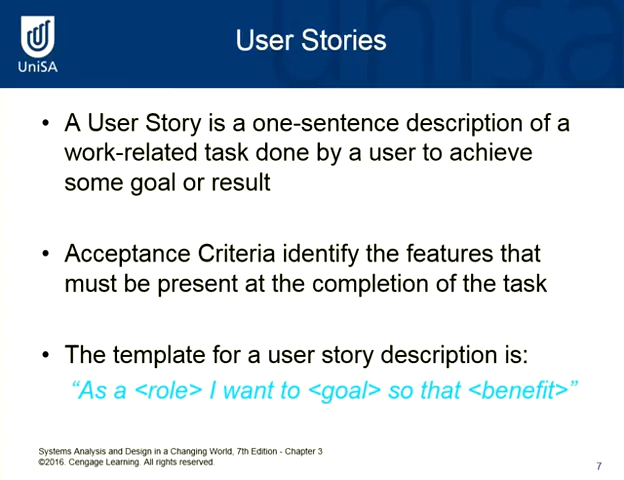 UniSA
User Stories
• A User Story is a one-sentence description of a
work-related task done by a user to achieve
some goal or result
• Acceptance Criteria identify the features that
must be present at the completion of the task
• The template for a user story description is:
“As a <role> I want to <goal> so that <benefit>”
Systems Analysis and Design in a Changing World, 7th Edition - Chapter 3
©2016. Cengage Learning. All rights reserved.
7